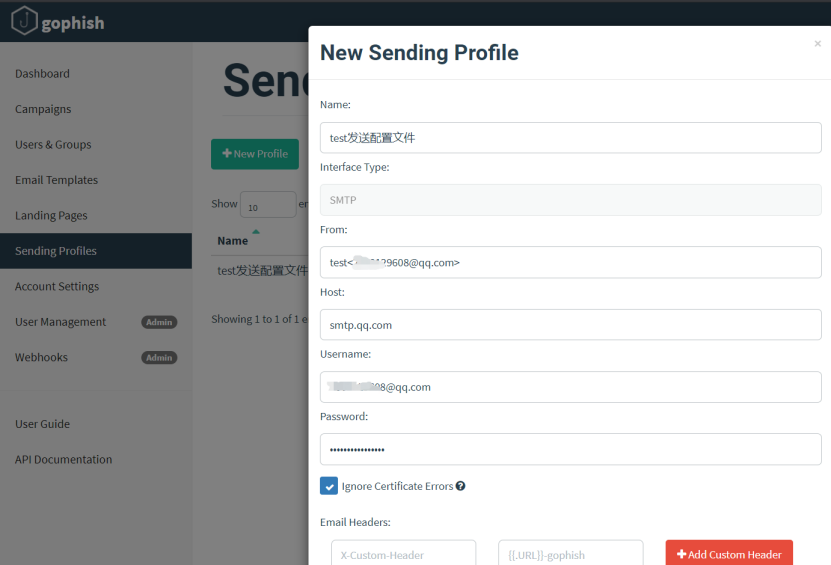 gophish
Dashboard
Campaigns
Users & Groups
Email Templates
Landing Pages
Sending Profiles
Account Settings
User Management Admin
Webhooks Admin
User Guide
API Documentation
Send
New Profile
Show 10 en
Name
test发送配置文件
Showing 1 to 1 of 1 e
New Sending Profile
×
Name:
test发送配置文件
Interface Type:
SMTP
From:
129608@qq.com>
Host:
smtp.qq.com
Username:
08@qq.com
Password:
••••••••••••••••
Ignore Certificate Errors
Email Headers:
X-Custom-Header {{.URL}}-gophish Add Custom Header